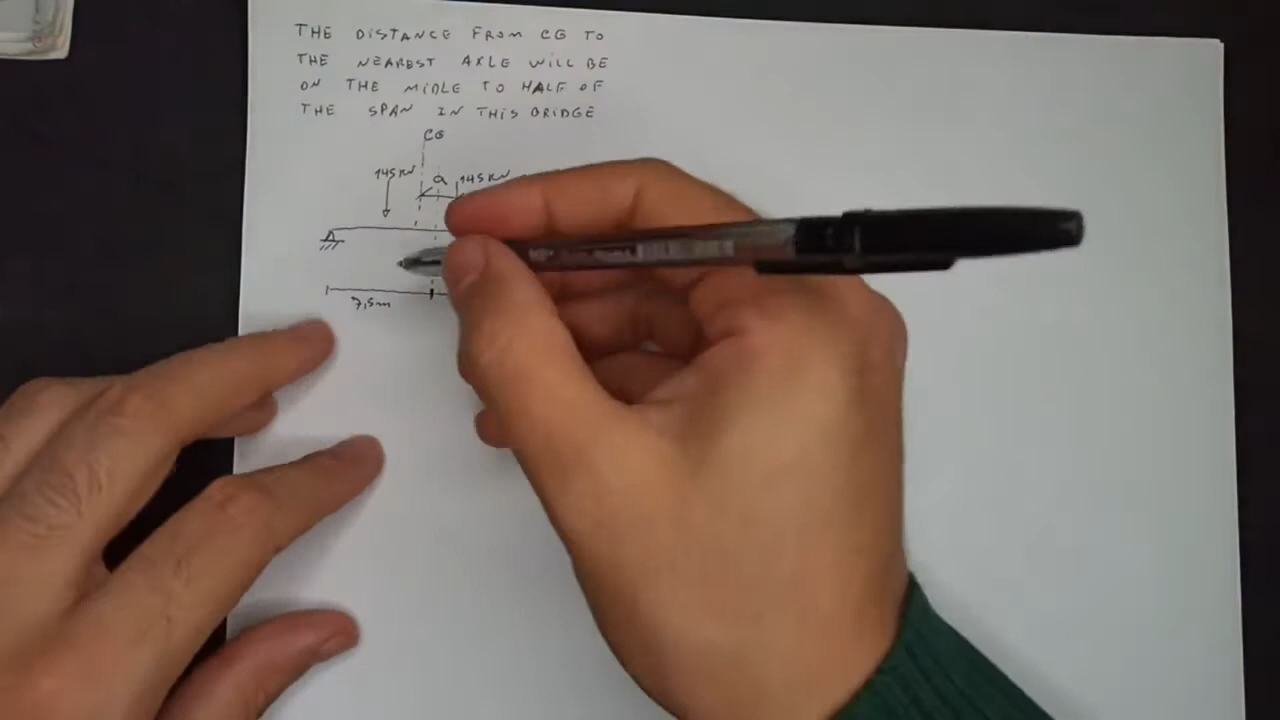 THE DISTANCE FROM CG TO
THE NEAREST AXLE WILL BE
ON THE MIDLE TO HALF OF
THE SPAN IN THIS BRIDGE
CG
145KN a 145KN
7,5m